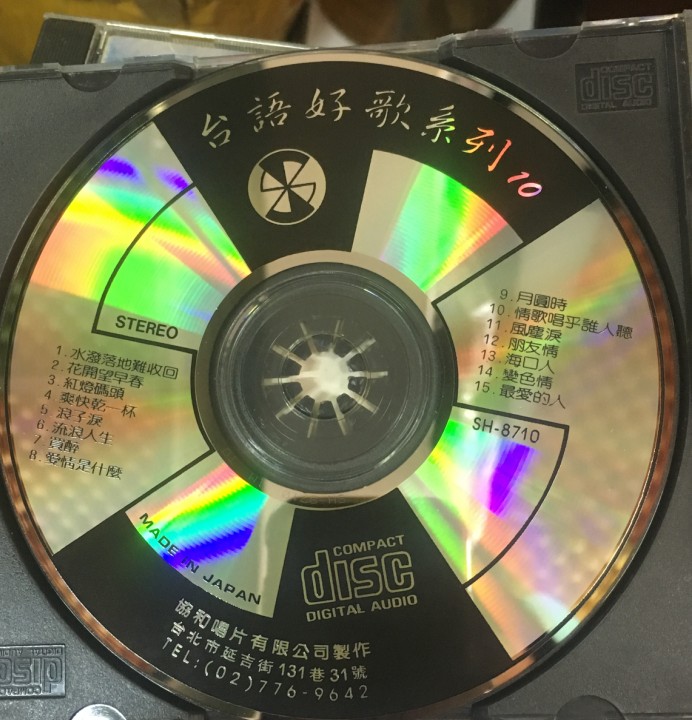 台語好歌系列10
STEREO
1.水潑落地難收回
2.花開望早春
3.紅燈碼頭
4.爽快乾一杯
5.浪子淚
6.流浪人生
7.賞醉
8.愛情是什麼
9.月圓時
10.情歌唱乎誰人聽
11.風塵淚
12.朋友情
13.海口人
14.變色情
15.最愛的人
SH-8710
MADE IN JAPAN
COMPACT
disc
DIGITAL AUDIO
協和唱片有限公司製作
台北市延吉街131巷31號
TEL:(02)776-9642
COMPACT
disc
DIGITAL AUDIO